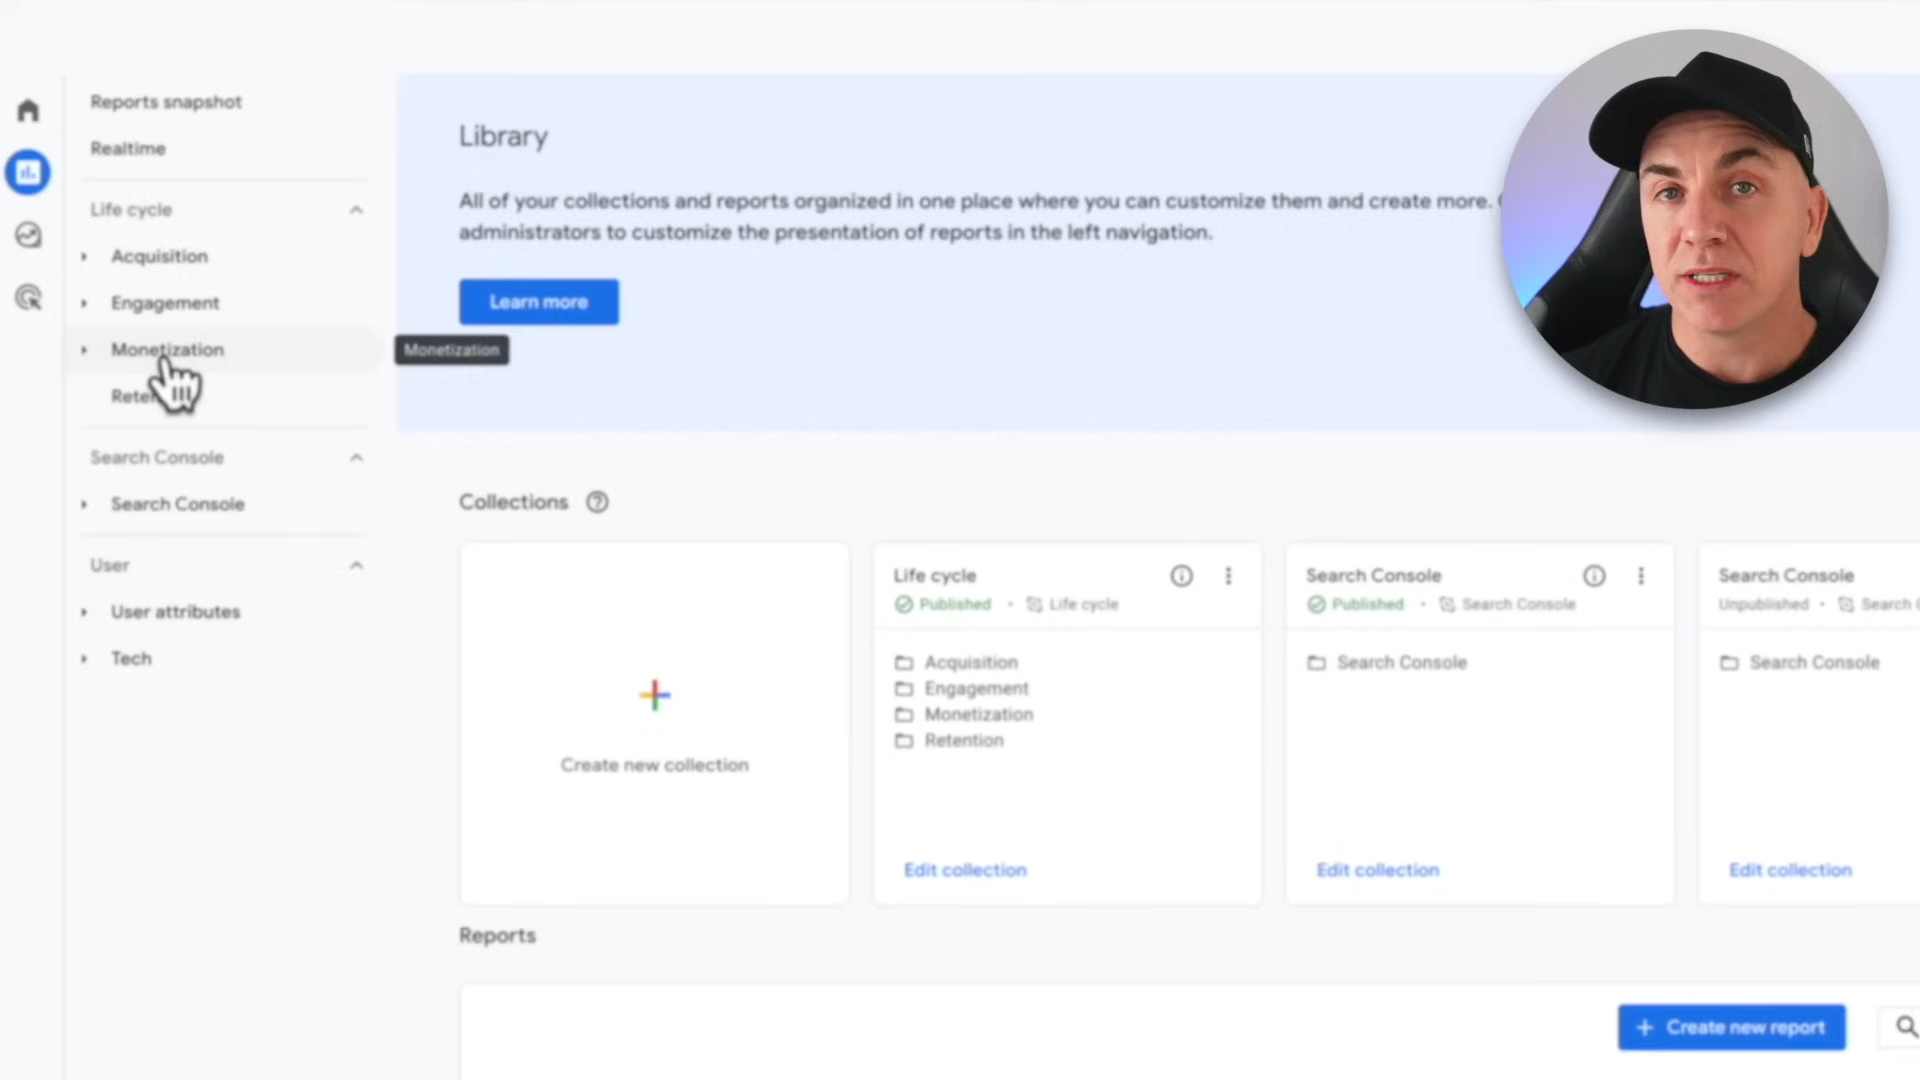 Reports snapshot
Realtime
Life cycle
Acquisition
Engagement
Monetization
Search Console
Search Console
User
User attributes
Tech
Monetization
Library
All of your collections and reports organized in one place where you can customize them and create more.
administrators to customize the presentation of reports in the left navigation.
Learn more
Collections
Create new collection
Life cycle
Published • Life cycle
Acquisition
Engagement
Monetization
Retention
Edit collection
Search Console
Published • Search Console
Search Console
Edit collection
Search Console
Unpublished • Search
Search Console
Edit collection
Reports
+ Create new report